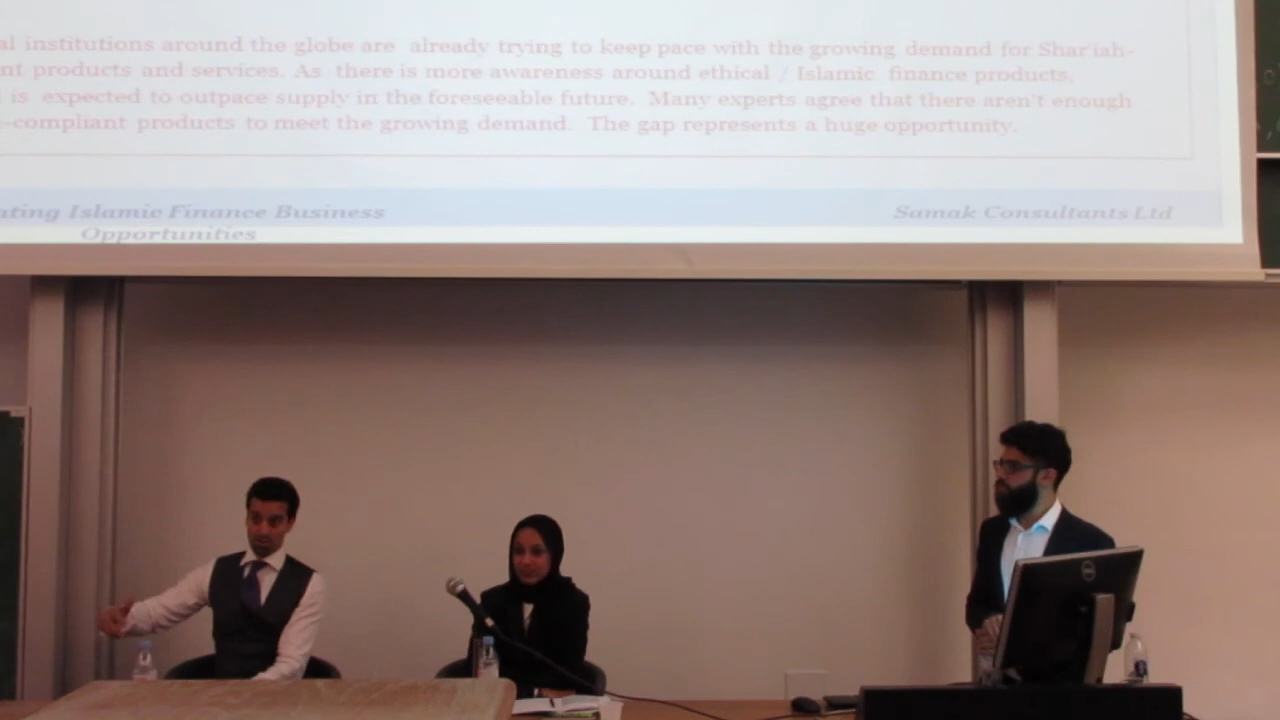 al institutions around the globe are already trying to keep pace with the growing demand for Shar'iah-
nt products and services. As there is more awareness around ethical / Islamic finance products,
is expected to outpace supply in the foreseeable future. Many experts agree that there aren't enough
-compliant products to meet the growing demand. The gap represents a huge opportunity.
ating Islamic Finance Business
Opportunities
Samak Consultants Ltd
DELL